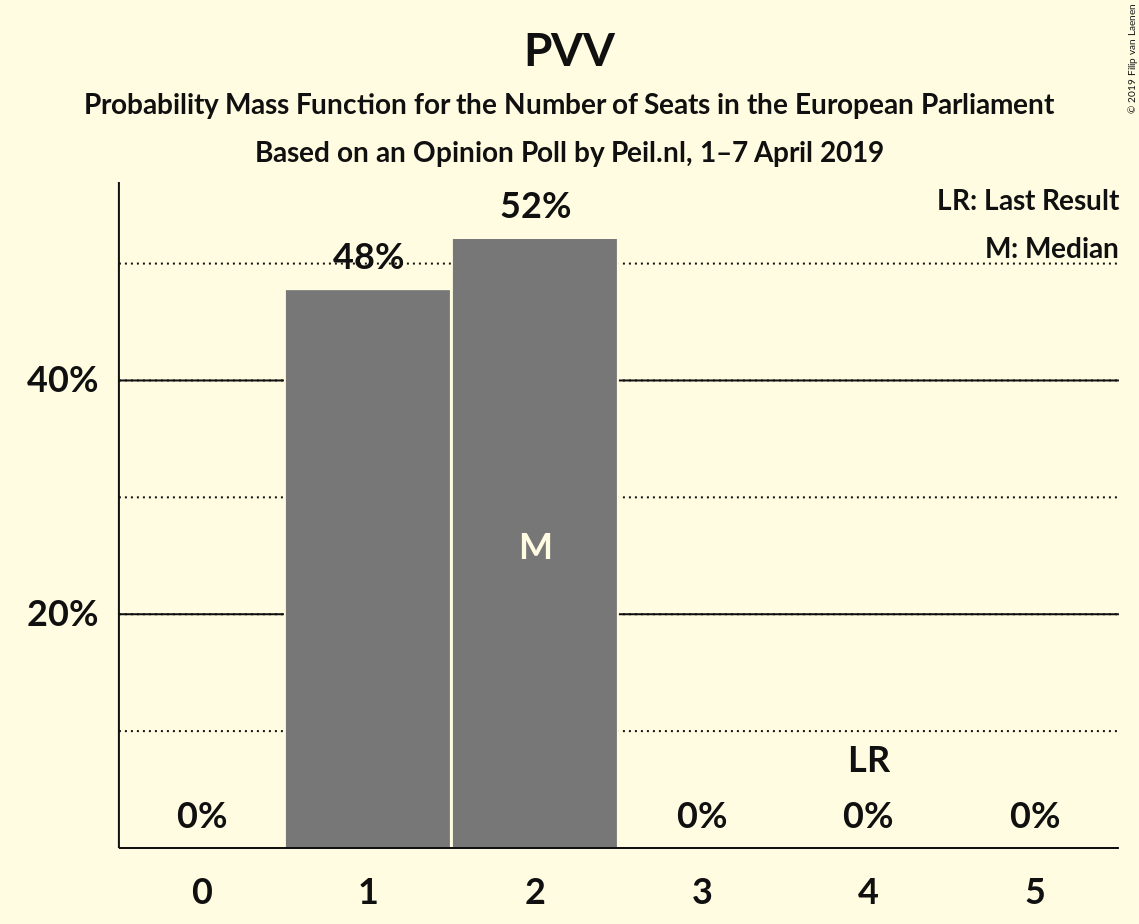 PVV
Probability Mass Function for the Number of Seats in the European Parliament
Based on an Opinion Poll by Peil.nl, 1–7 April 2019
© 2019 Filip van Laenen
LR: Last Result
M: Median
52%
48%
40%
20%
M
LR
0%
0%
0%
0%
0
1
2
3
4
5